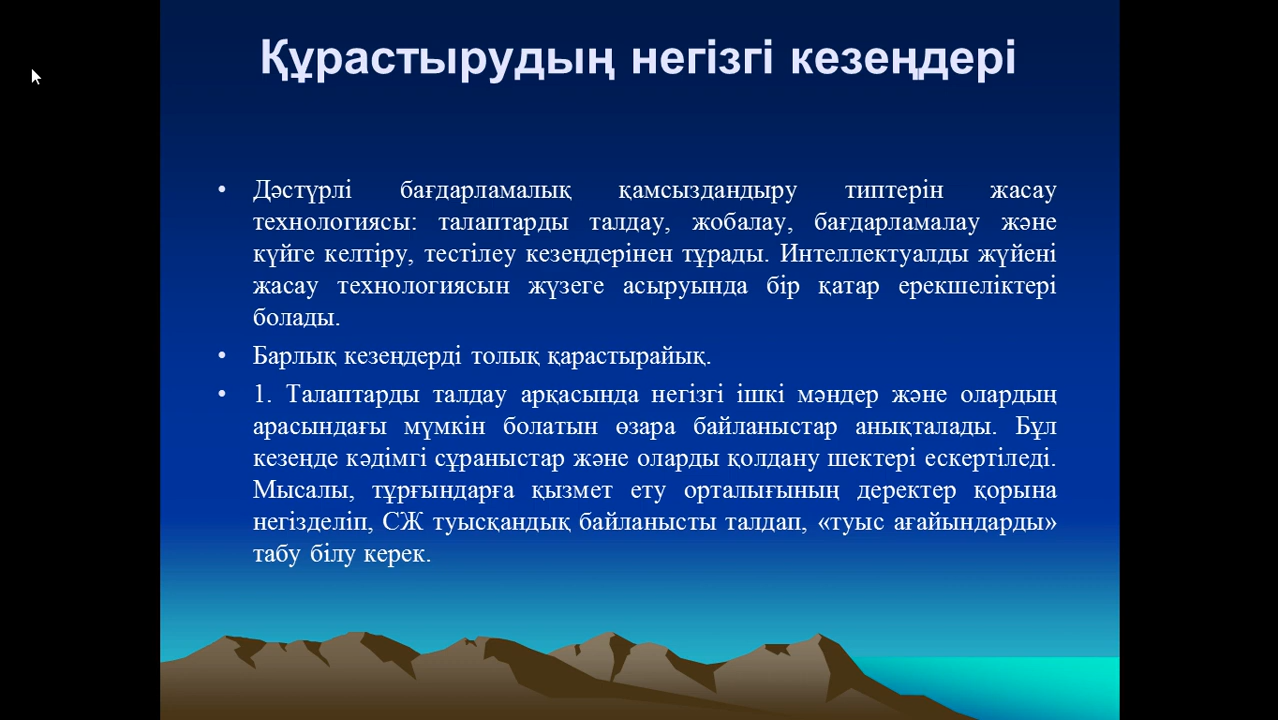 Құрастырудың негізгі кезеңдері
• Дәстүрлі бағдарламалық қамсыздандыру типтерін жасау
технологиясы: талаптарды талдау, жобалау, бағдарламалау және
күйге келтіру, тестілеу кезеңдерінен тұрады. Интеллектуалды жүйені
жасау технологиясын жүзеге асыруында бір қатар ерекшеліктері
болады.
• Барлық кезеңдерді толық қарастырайық.
• 1. Талаптарды талдау арқасында негізгі ішкі мәндер және олардың
арасындағы мүмкін болатын өзара байланыстар анықталады. Бұл
кезеңде кәдімгі сұраныстар және оларды қолдану шектері ескертіледі.
Мысалы, тұрғындарға қызмет ету орталығының деректер қорына
негізделіп, СЖ туысқандық байланысты талдап, «туыс ағайындарды»
табу білу керек.